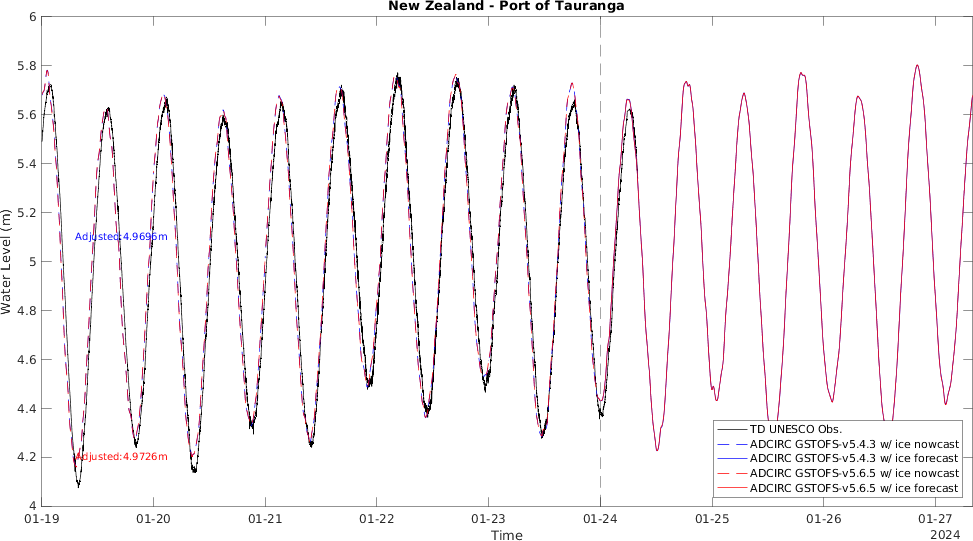 New Zealand - Port of Tauranga
Water Level (m)
6
5.8
5.6
5.4
5.2
5
4.8
4.6
4.4
4.2
4
Adjusted:4.9695m
Adjusted:4.9726m
TD UNESCO Obs.
ADCIRC GSTOFS-v5.4.3 w/ ice nowcast
ADCIRC GSTOFS-v5.4.3 w/ ice forecast
ADCIRC GSTOFS-v5.6.5 w/ ice nowcast
ADCIRC GSTOFS-v5.6.5 w/ ice forecast
01-19 01-20 01-21 01-22 01-23 01-24 01-25 01-26 01-27
Time
2024